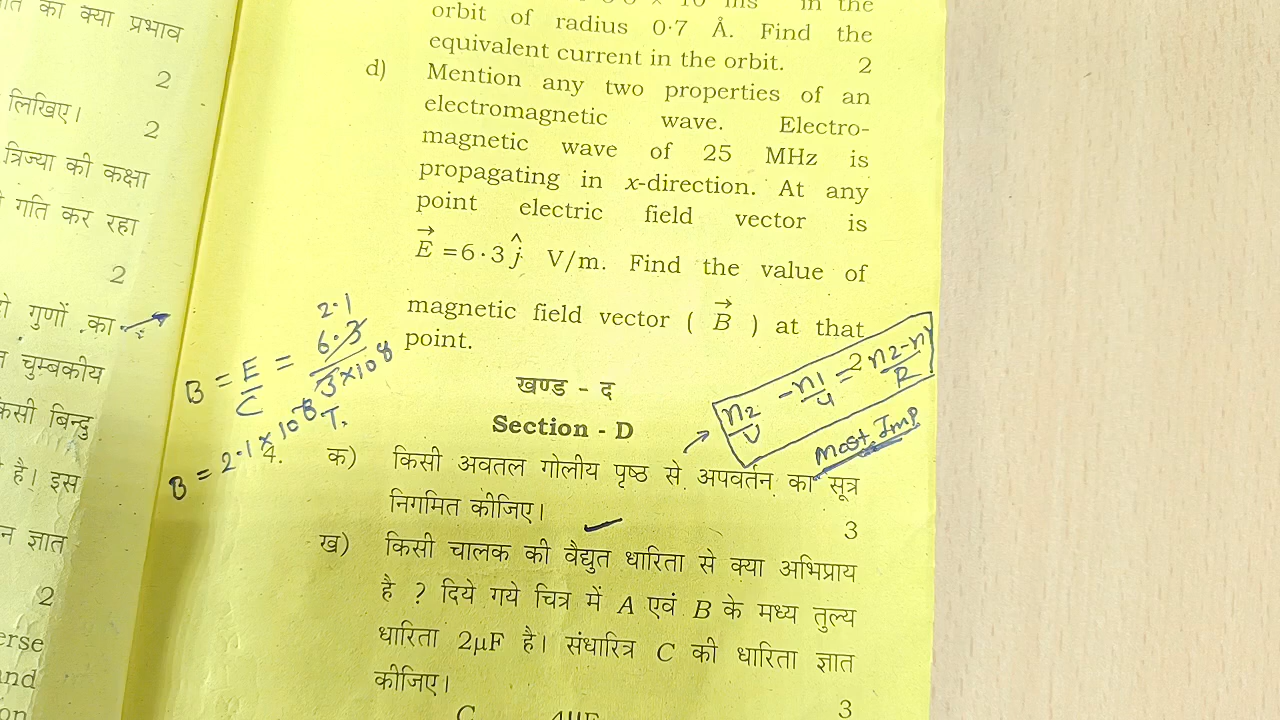 का क्या प्रभाव
2
लिखिए।
2
त्रिज्या की कक्षा
गति कर रहा
2
गुणों का
चुम्बकीय
किसी बिन्दु
है। इस
ज्ञात
2
in the
orbit of radius 0·7 Å. Find the
equivalent current in the orbit. 2
d) Mention any two properties of an
electromagnetic wave. Electro-
magnetic wave of 25 MHz is
propagating in x-direction. At any
point electric field vector is
E⃗ =6·3 ĵ V/m. Find the value of
magnetic field vector ( B⃗ ) at that
point. 2
B = E/C = 6·3/3×10⁸ 2·1
B = 2·1 × 10⁻⁸ T.
खण्ड - द
Section - D
n2/v - n1/u = n2-n1/R
Most Imp
4. क) किसी अवतल गोलीय पृष्ठ से अपवर्तन का सूत्र
निगमित कीजिए। 3
ख) किसी चालक की वैद्युत धारिता से क्या अभिप्राय
है ? दिये गये चित्र में A एवं B के मध्य तुल्य
धारिता 2μF है। संधारित्र C की धारिता ज्ञात
कीजिए। 3
C 4μF